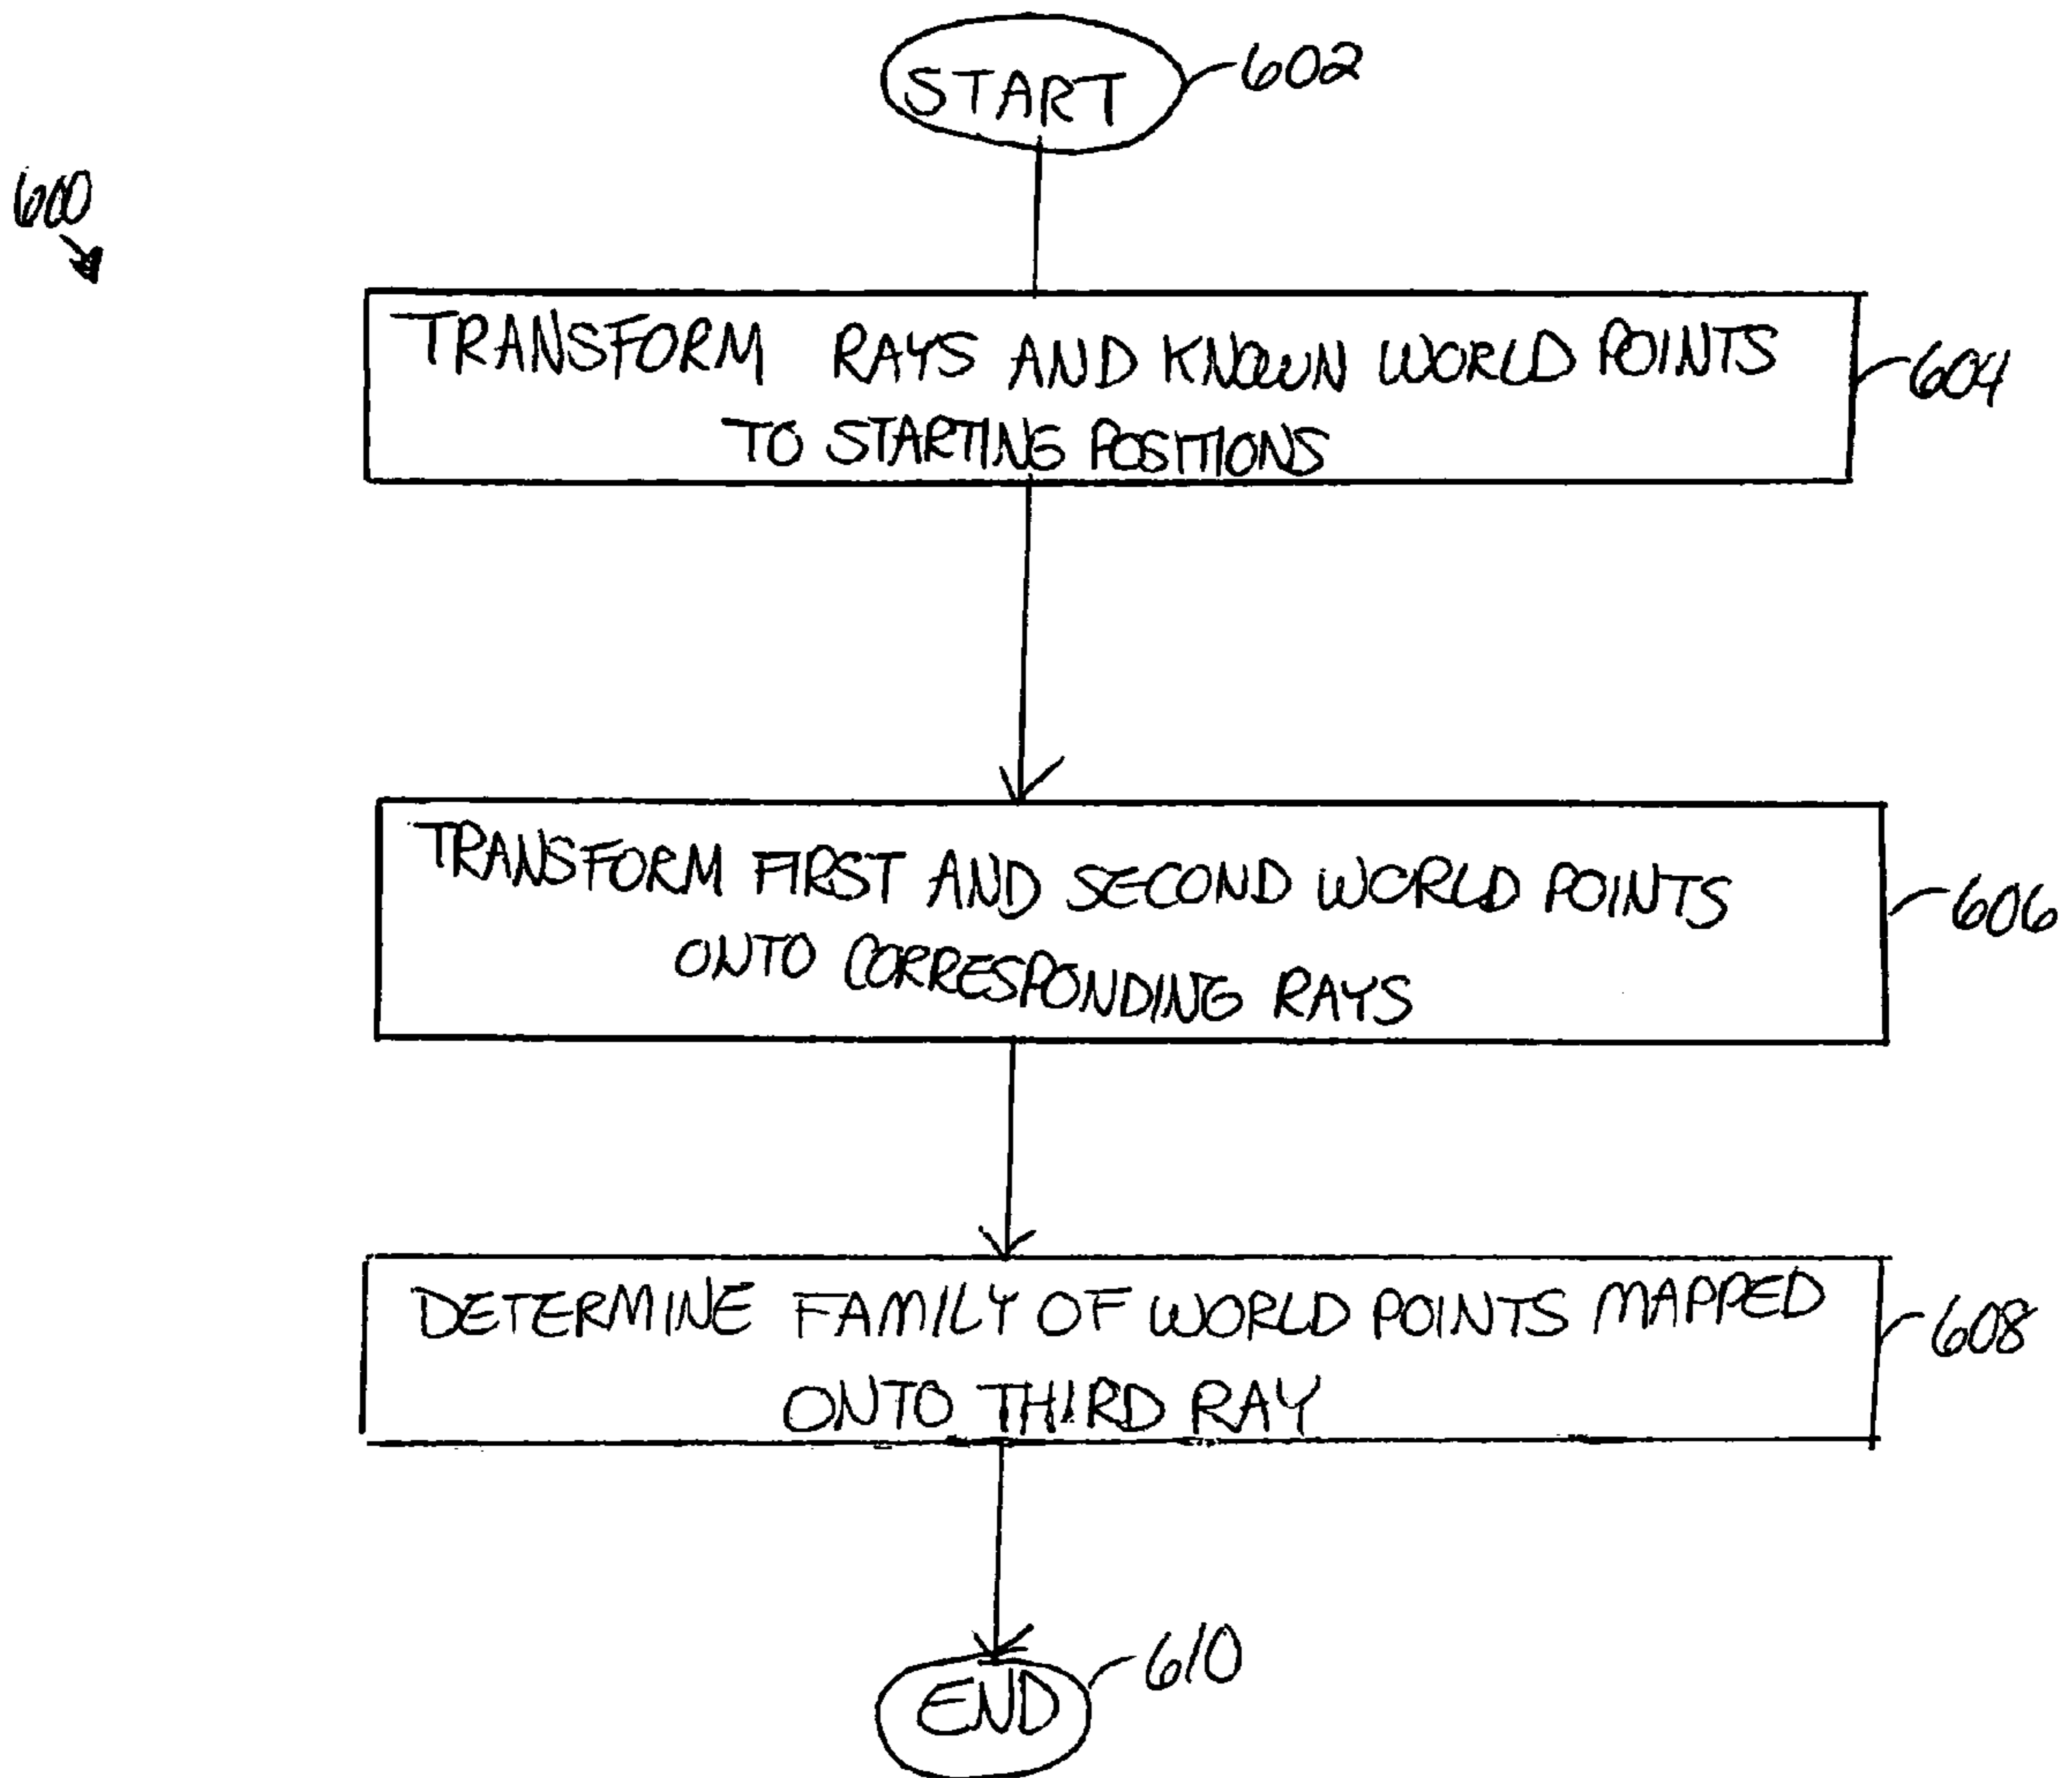 START
602
600
TRANSFORM RAYS AND KNOWN WORLD POINTS
TO STARTING POSITIONS
604
TRANSFORM FIRST AND SECOND WORLD POINTS
ONTO CORRESPONDING RAYS
606
DETERMINE FAMILY OF WORLD POINTS MAPPED
ONTO THIRD RAY
608
END
610